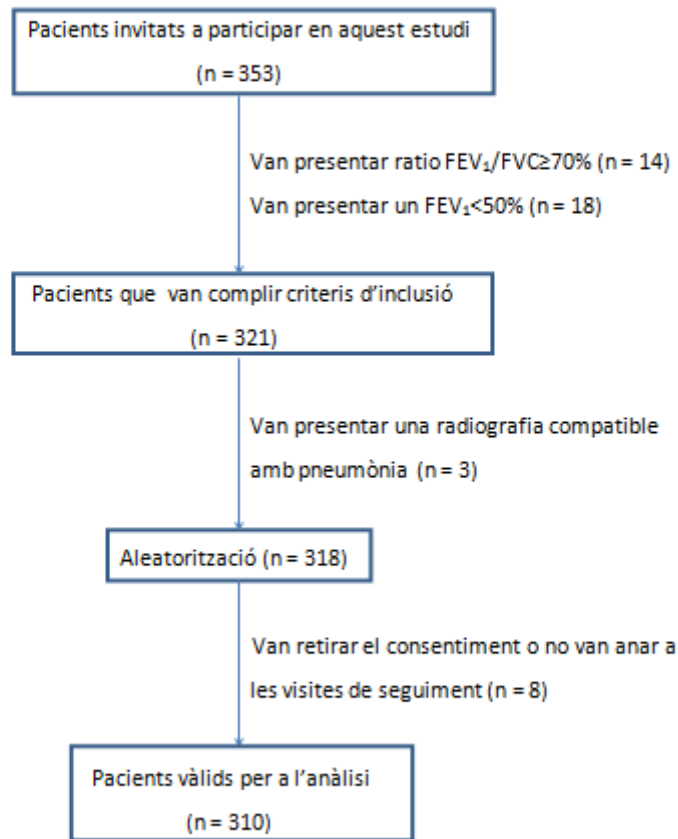 Pacients invitats a participar en aquest estudi
(n = 353)
Van presentar ratio FEV₁/FVC≥70% (n = 14)
Van presentar un FEV₁<50% (n = 18)
Pacients que van complir criteris d’inclusió
(n = 321)
Van presentar una radiografia compatible
amb pneumònia (n = 3)
Aleatorització (n = 318)
Van retirar el consentiment o no van anar a
les visites de seguiment (n = 8)
Pacients vàlids per a l’anàlisi
(n = 310)